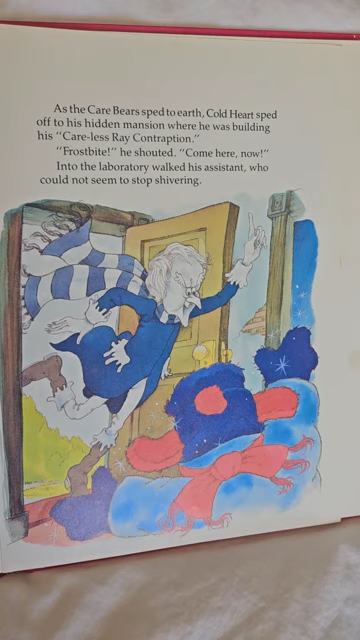 As the Care Bears sped to earth, Cold Heart sped
off to his hidden mansion where he was building
his "Care-less Ray Contraption."
"Frostbite!" he shouted. "Come here, now!"
Into the laboratory walked his assistant, who
could not seem to stop shivering.